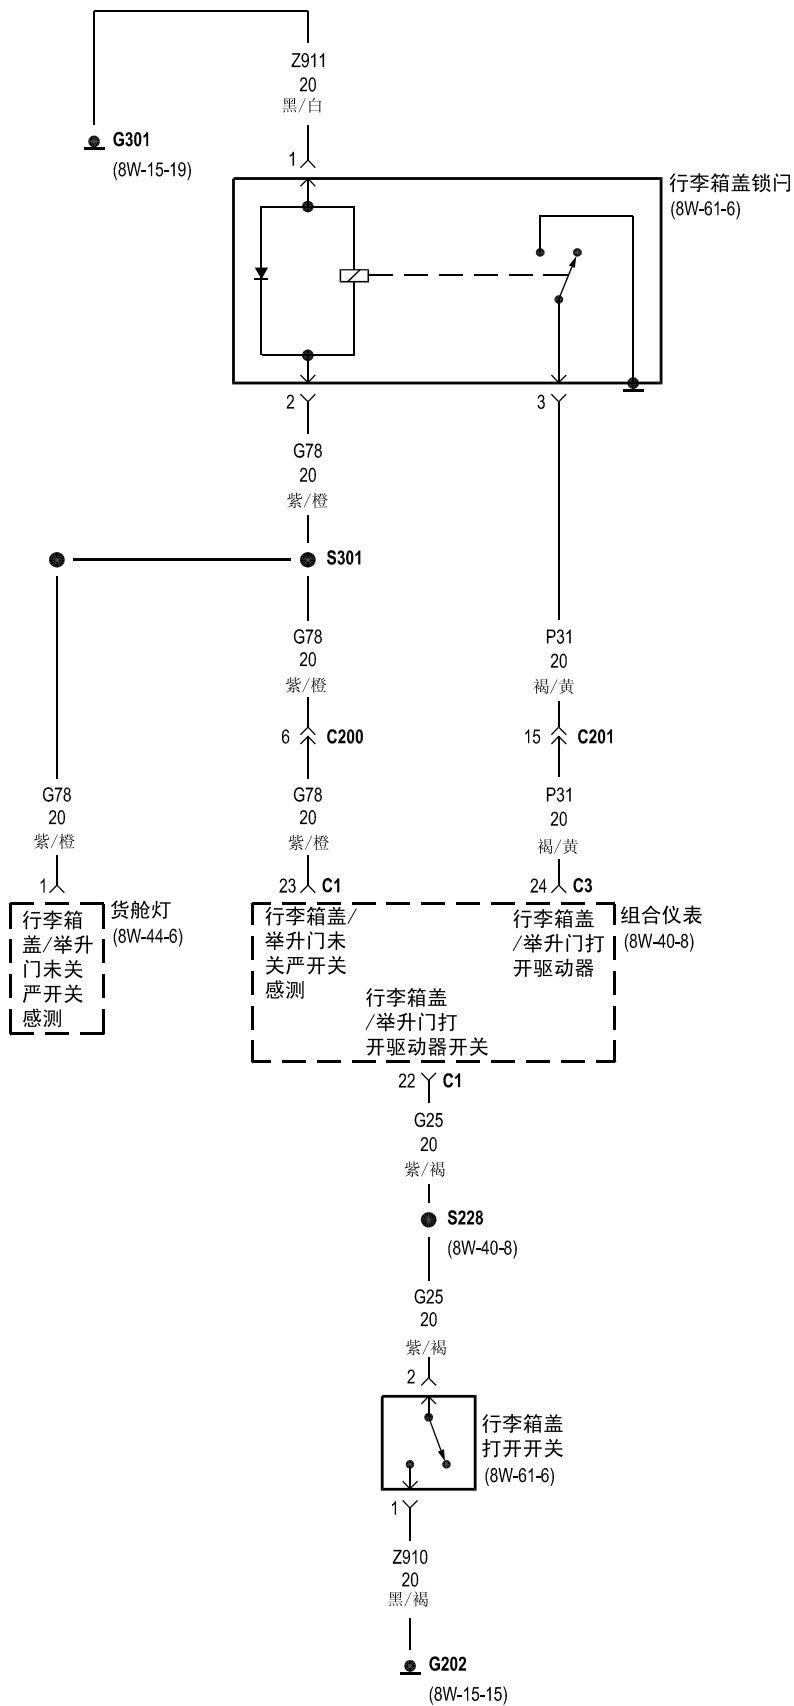 Z911
20
黑/白
G301
(8W-15-19)
1
行李箱盖锁闩
(8W-61-6)
2
3
G78
20
紫/橙
S301
G78
20
紫/橙
P31
20
褐/黄
6
C200
15
C201
G78
20
紫/橙
G78
20
紫/橙
P31
20
褐/黄
1
23
C1
24
C3
行李箱
盖/举升
门未关
严开关
感测
货舱灯
(8W-44-6)
行李箱盖/
举升门未
关严开关
感测
行李箱盖
/举升门打
开驱动器
组合仪表
(8W-40-8)
行李箱盖
/举升门打
开驱动器开关
22
C1
G25
20
紫/褐
S228
(8W-40-8)
G25
20
紫/褐
2
行李箱盖
打开开关
(8W-61-6)
1
Z910
20
黑/褐
G202
(8W-15-15)